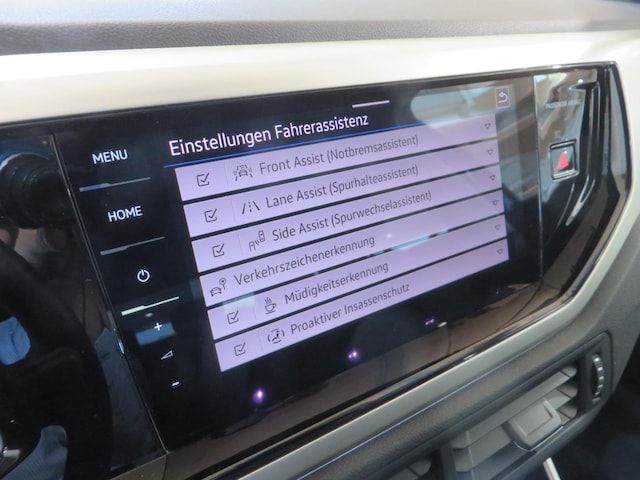 Einstellungen Fahrerassistenz
MENU
HOME
Front Assist (Notbremsassistent)
Lane Assist (Spurhalteassistent)
Side Assist (Spurwechselassistent)
Verkehrszeichenerkennung
Müdigkeitserkennung
Proaktiver Insassenschutz
+
-